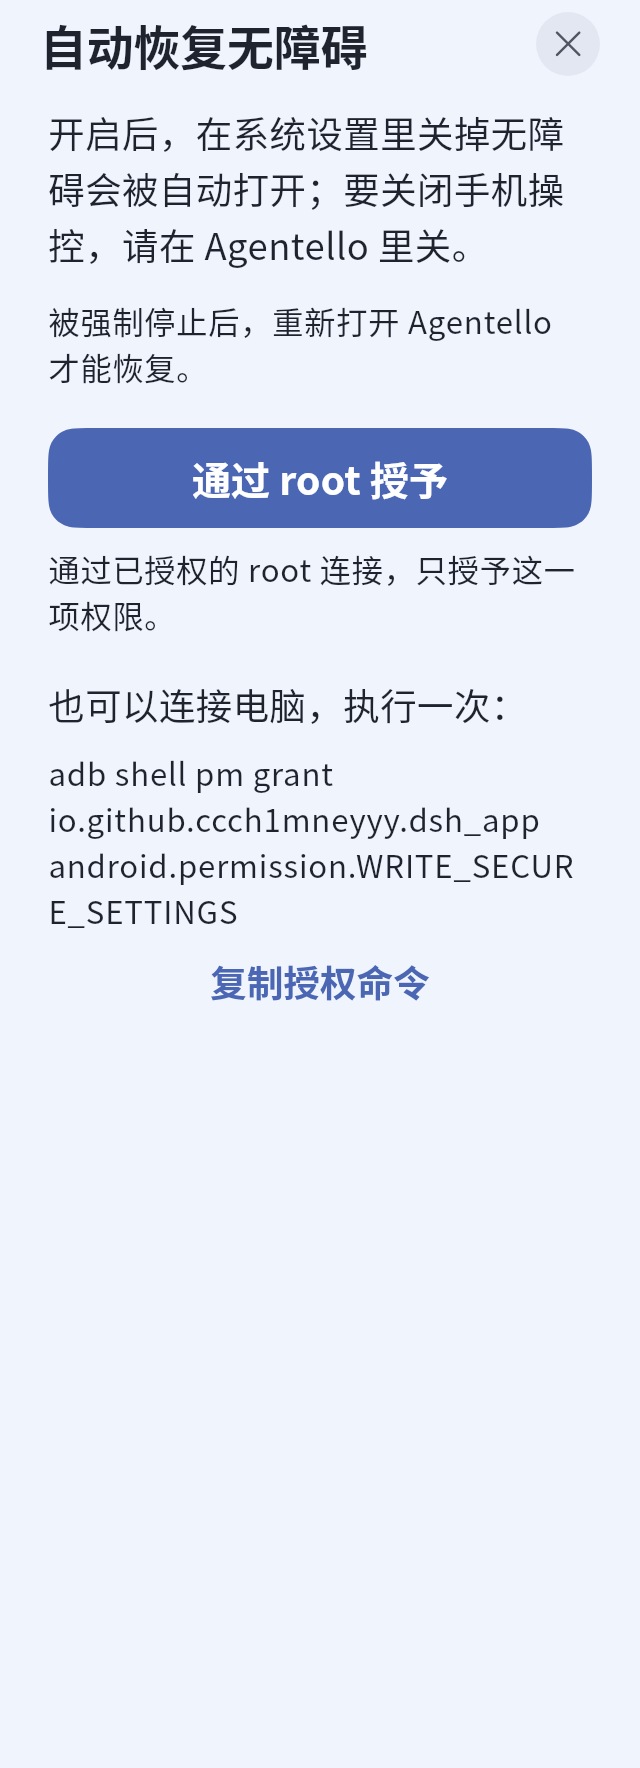 自动恢复无障碍
开启后，在系统设置里关掉无障
碍会被自动打开；要关闭手机操
控，请在 Agentello 里关。
被强制停止后，重新打开 Agentello
才能恢复。
通过 root 授予
通过已授权的 root 连接，只授予这一
项权限。
也可以连接电脑，执行一次：
adb shell pm grant
io.github.ccch1mneyyy.dsh_app
android.permission.WRITE_SECUR
E_SETTINGS
复制授权命令